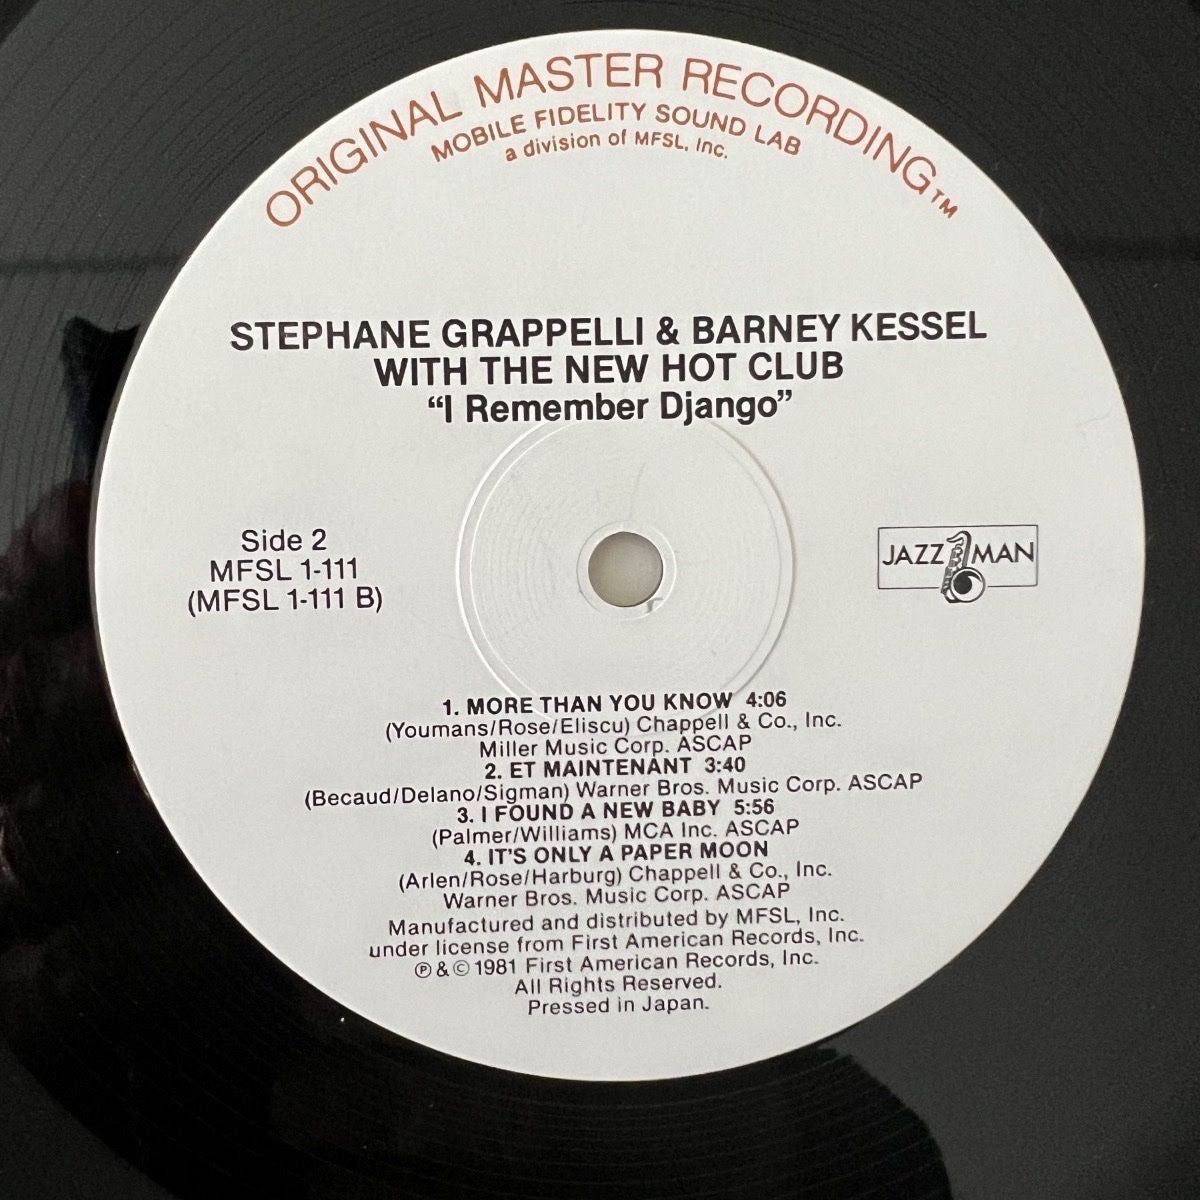 ORIGINAL MASTER RECORDING™
MOBILE FIDELITY SOUND LAB
a division of MFSL, Inc.
STEPHANE GRAPPELLI & BARNEY KESSEL
WITH THE NEW HOT CLUB
“I Remember Django”
Side 2
MFSL 1-111
(MFSL 1-111 B)
JAZZ MAN
1. MORE THAN YOU KNOW 4:06
(Youmans/Rose/Eliscu) Chappell & Co., Inc.
Miller Music Corp. ASCAP
2. ET MAINTENANT 3:40
(Becaud/Delano/Sigman) Warner Bros. Music Corp. ASCAP
3. I FOUND A NEW BABY 5:56
(Palmer/Williams) MCA Inc. ASCAP
4. IT'S ONLY A PAPER MOON
(Arlen/Rose/Harburg) Chappell & Co., Inc.
Warner Bros. Music Corp. ASCAP
Manufactured and distributed by MFSL, Inc.
under license from First American Records, Inc.
℗ & © 1981 First American Records, Inc.
All Rights Reserved.
Pressed in Japan.